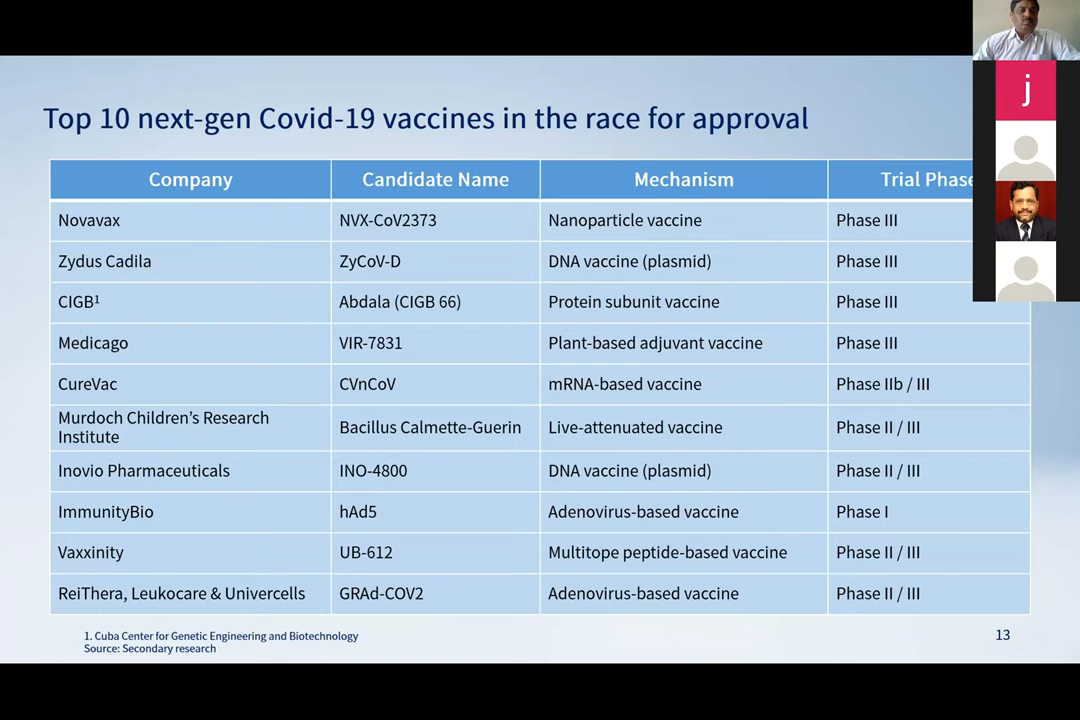 Top 10 next-gen Covid-19 vaccines in the race for approval
j
Company Candidate Name Mechanism Trial Phase
Novavax NVX-CoV2373 Nanoparticle vaccine Phase III
Zydus Cadila ZyCoV-D DNA vaccine (plasmid) Phase III
CIGB¹ Abdala (CIGB 66) Protein subunit vaccine Phase III
Medicago VIR-7831 Plant-based adjuvant vaccine Phase III
CureVac CVnCoV mRNA-based vaccine Phase IIb / III
Murdoch Children’s Research
Institute Bacillus Calmette-Guerin Live-attenuated vaccine Phase II / III
Inovio Pharmaceuticals INO-4800 DNA vaccine (plasmid) Phase II / III
ImmunityBio hAd5 Adenovirus-based vaccine Phase I
Vaxxinity UB-612 Multitope peptide-based vaccine Phase II / III
ReiThera, Leukocare & Univercells GRAd-COV2 Adenovirus-based vaccine Phase II / III
1. Cuba Center for Genetic Engineering and Biotechnology
Source: Secondary research
13